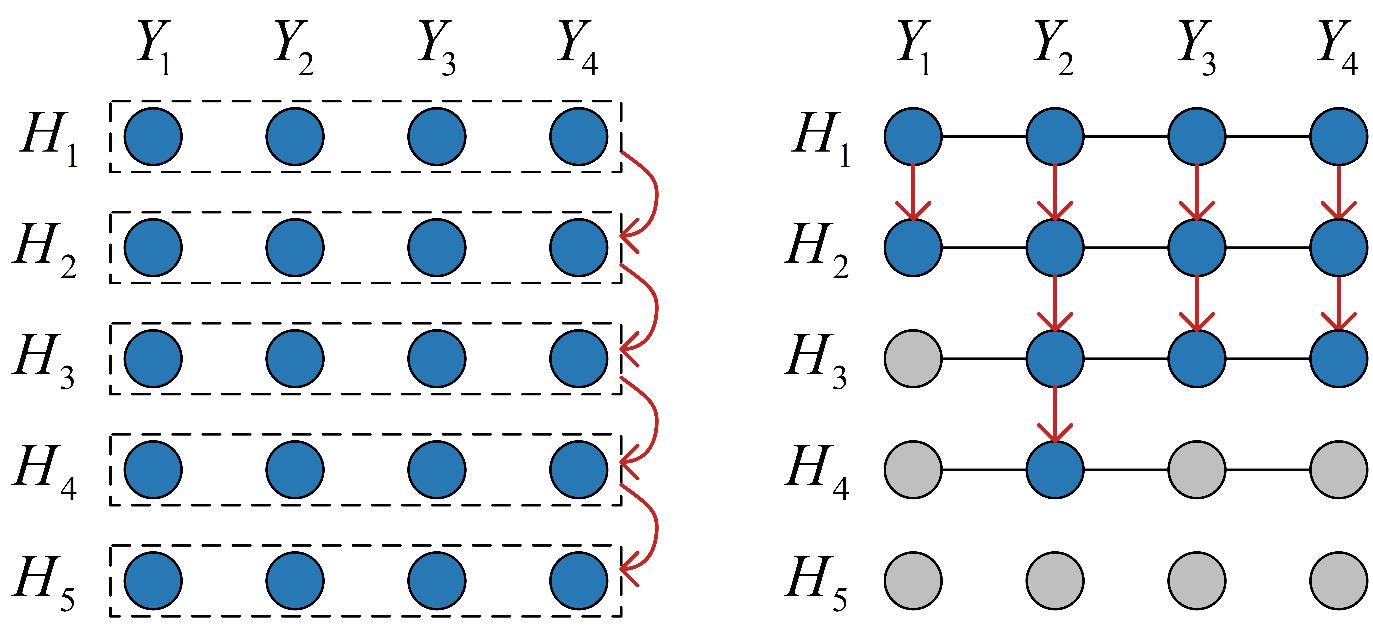 Y1 Y2 Y3 Y4 Y1 Y2 Y3 Y4
H1 H1
H2 H2
H3 H3
H4 H4
H5 H5